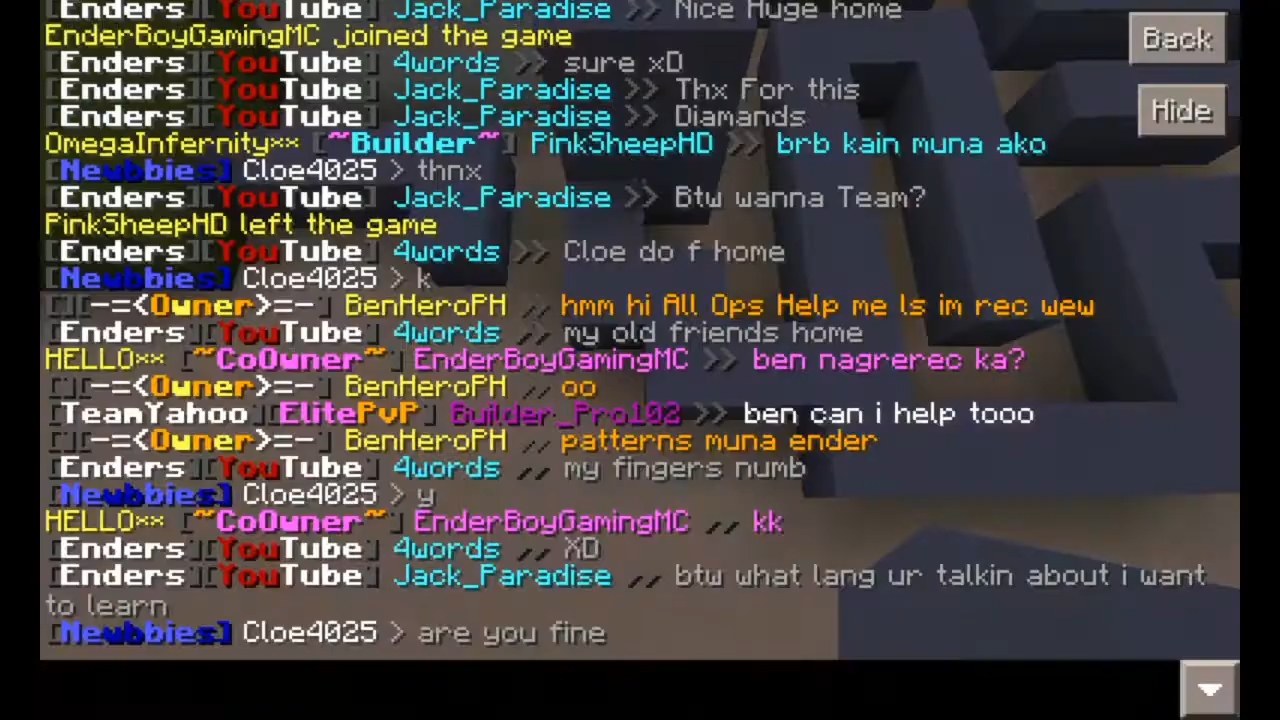 [Enders][YouTube] Jack_Paradise >> Nice Huge home
EnderBoyGamingMC joined the game
[Enders][YouTube] 4words >> sure xD
[Enders][YouTube] Jack_Paradise >> Thx For this
[Enders][YouTube] Jack_Paradise >> Diamands
OmegaInfernity** [~Builder~] PinkSheepHD >> brb kain muna ako
[Newbbies] Cloe4025 > thnx
[Enders][YouTube] Jack_Paradise >> Btw wanna Team?
PinkSheepHD left the game
[Enders][YouTube] 4words >> Cloe do f home
[Newbbies] Cloe4025 > k
[][-=<Owner>=-] BenHeroPH // hmm hi All Ops Help me ls im rec wew
[Enders][YouTube] 4words // my old friends home
HELLO** [~CoOwner~] EnderBoyGamingMC >> ben nagrerec ka?
[][-=<Owner>=-] BenHeroPH // oo
[TeamYahoo][ElitePvP] Builder_Pro102 >> ben can i help tooo
[][-=<Owner>=-] BenHeroPH // patterns muna ender
[Enders][YouTube] 4words // my fingers numb
[Newbbies] Cloe4025 > y
HELLO** [~CoOwner~] EnderBoyGamingMC // kk
[Enders][YouTube] 4words // XD
[Enders][YouTube] Jack_Paradise // btw what lang ur talkin about i want
to learn
[Newbbies] Cloe4025 > are you fine
Back
Hide